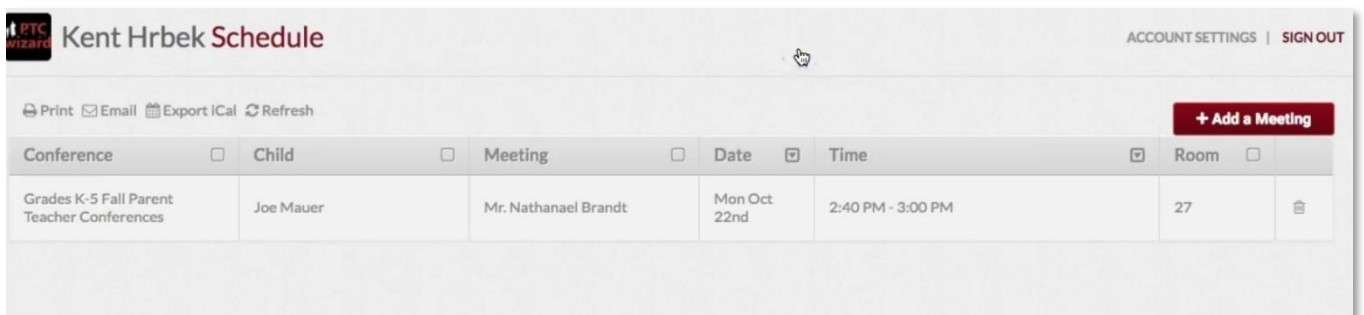 PTC
wizard
Kent Hrbek Schedule
ACCOUNT SETTINGS | SIGN OUT
Print Email Export iCal Refresh
+ Add a Meeting
Conference Child Meeting Date Time Room
Grades K-5 Fall Parent
Teacher Conferences
Joe Mauer
Mr. Nathanael Brandt
Mon Oct
22nd
2:40 PM - 3:00 PM
27